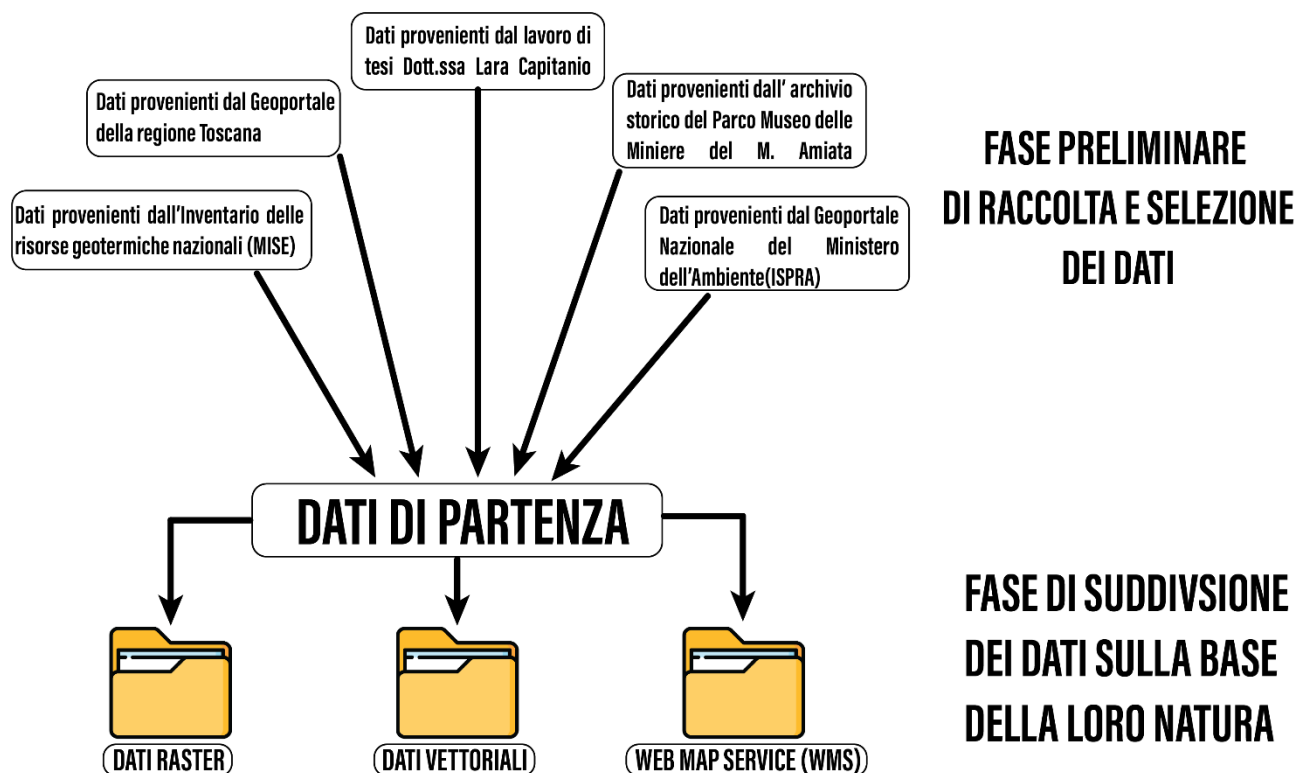 Dati provenienti dal lavoro di
tesi Dott.ssa Lara Capitanio
Dati provenienti dal Geoportale
della regione Toscana
Dati provenienti dall' archivio
storico del Parco Museo delle
Miniere del M. Amiata
Dati provenienti dall'Inventario delle
risorse geotermiche nazionali (MISE)
Dati provenienti dal Geoportale
Nazionale del Ministero
dell'Ambiente(ISPRA)
FASE PRELIMINARE
DI RACCOLTA E SELEZIONE
DEI DATI
DATI DI PARTENZA
FASE DI SUDDIVSIONE
DEI DATI SULLA BASE
DELLA LORO NATURA
DATI RASTER
DATI VETTORIALI
WEB MAP SERVICE (WMS)